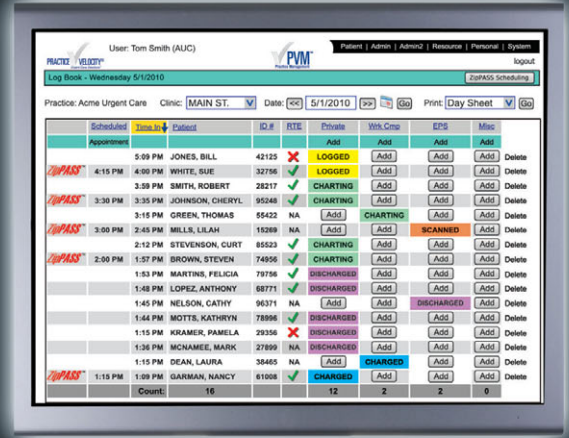 User: Tom Smith (AUC)
Patient | Admin | Admin2 | Resource | Personal | System
PRACTICE VELOCITY
PVM
Practice Management
logout
Log Book - Wednesday 5/1/2010 ZipPASS Scheduling
Practice: Acme Urgent Care Clinic: MAIN ST. V Date: << 5/1/2010 >> Go Print: Day Sheet V Go
Scheduled Time In Patient ID # RTE Private Wrk Cmp EPS Misc
Appointment Add Add Add Add
5:09 PM JONES, BILL 42125 LOGGED Add Add Add Delete
ZipPASS 4:15 PM 4:00 PM WHITE, SUE 32756 LOGGED Add Add Add Delete
3:59 PM SMITH, ROBERT 28217 CHARTING Add Add Add Delete
ZipPASS 3:30 PM 3:35 PM JOHNSON, CHERYL 95248 CHARTING Add Add Add Delete
3:15 PM GREEN, THOMAS 55422 NA Add CHARTING Add Add Delete
ZipPASS 3:00 PM 2:45 PM MILLS, LILAH 15269 NA Add Add SCANNED Add Delete
2:12 PM STEVENSON, CURT 85523 CHARTING Add Add Add Delete
ZipPASS 2:00 PM 1:57 PM BROWN, STEVEN 74956 CHARTING Add Add Add Delete
1:53 PM MARTINS, FELICIA 79756 DISCHARGED Add Add Add Delete
1:48 PM LOPEZ, ANTHONY 68771 DISCHARGED Add Add Add Delete
1:45 PM NELSON, CATHY 96371 NA Add Add DISCHARGED Add Delete
1:44 PM MOTTS, KATHRYN 78996 DISCHARGED Add Add Add Delete
1:15 PM KRAMER, PAMELA 29356 DISCHARGED Add Add Add Delete
1:36 PM MCNAMEE, MARK 27899 NA DISCHARGED Add Add Add Delete
1:15 PM DEAN, LAURA 38465 NA Add CHARGED Add Add Delete
ZipPASS 1:15 PM 1:09 PM GARMAN, NANCY 61008 CHARGED Add Add Add Delete
Count: 16 12 2 2 0